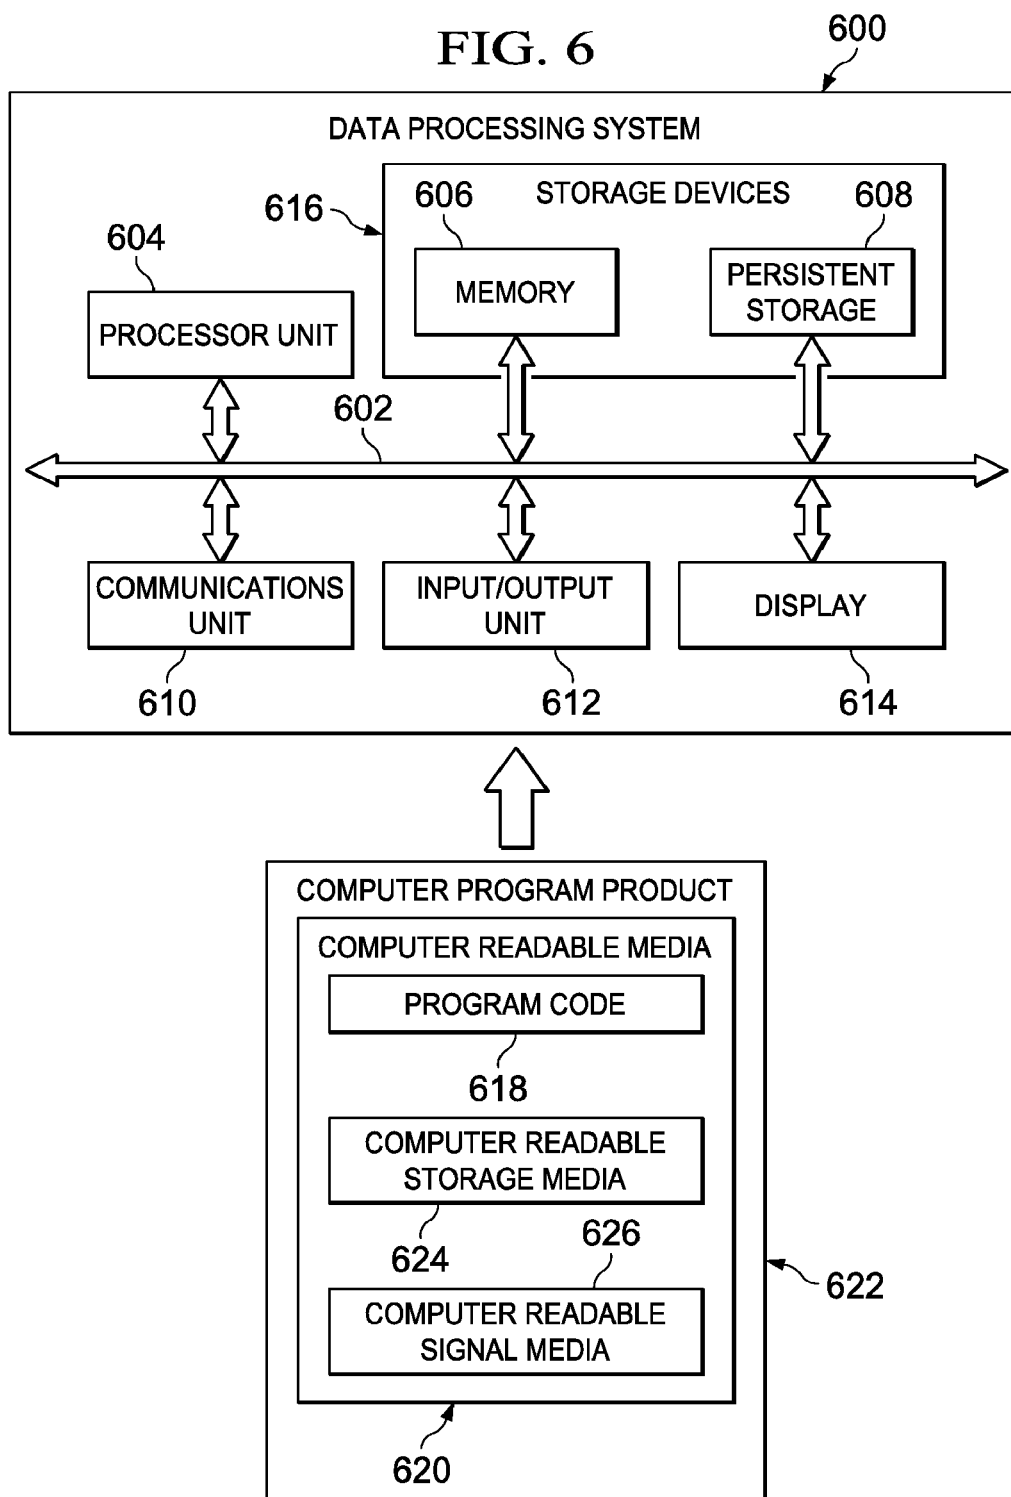 FIG. 6
600
DATA PROCESSING SYSTEM
616
606
STORAGE DEVICES
608
604
MEMORY
PERSISTENT
STORAGE
PROCESSOR UNIT
602
COMMUNICATIONS
UNIT
INPUT/OUTPUT
UNIT
DISPLAY
610
612
614
COMPUTER PROGRAM PRODUCT
COMPUTER READABLE MEDIA
PROGRAM CODE
618
COMPUTER READABLE
STORAGE MEDIA
624
626
622
COMPUTER READABLE
SIGNAL MEDIA
620